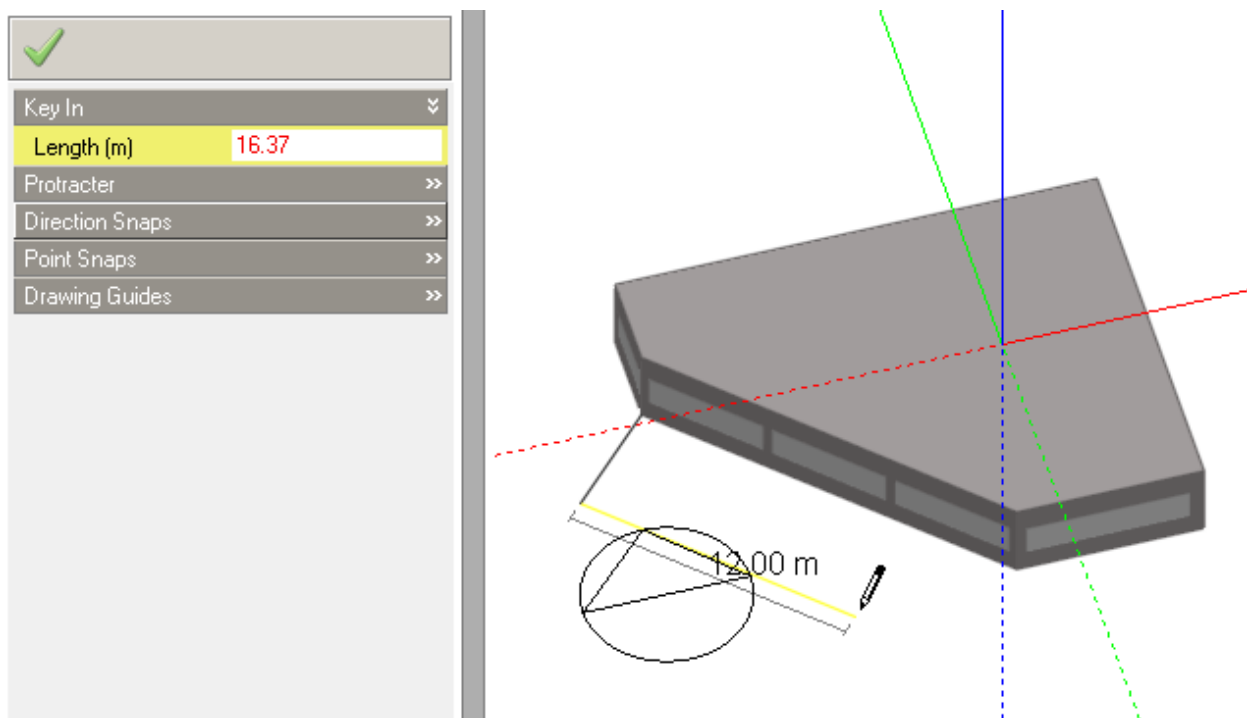 Key In
Length (m) 16.37
Protracter
Direction Snaps
Point Snaps
Drawing Guides
12.00 m